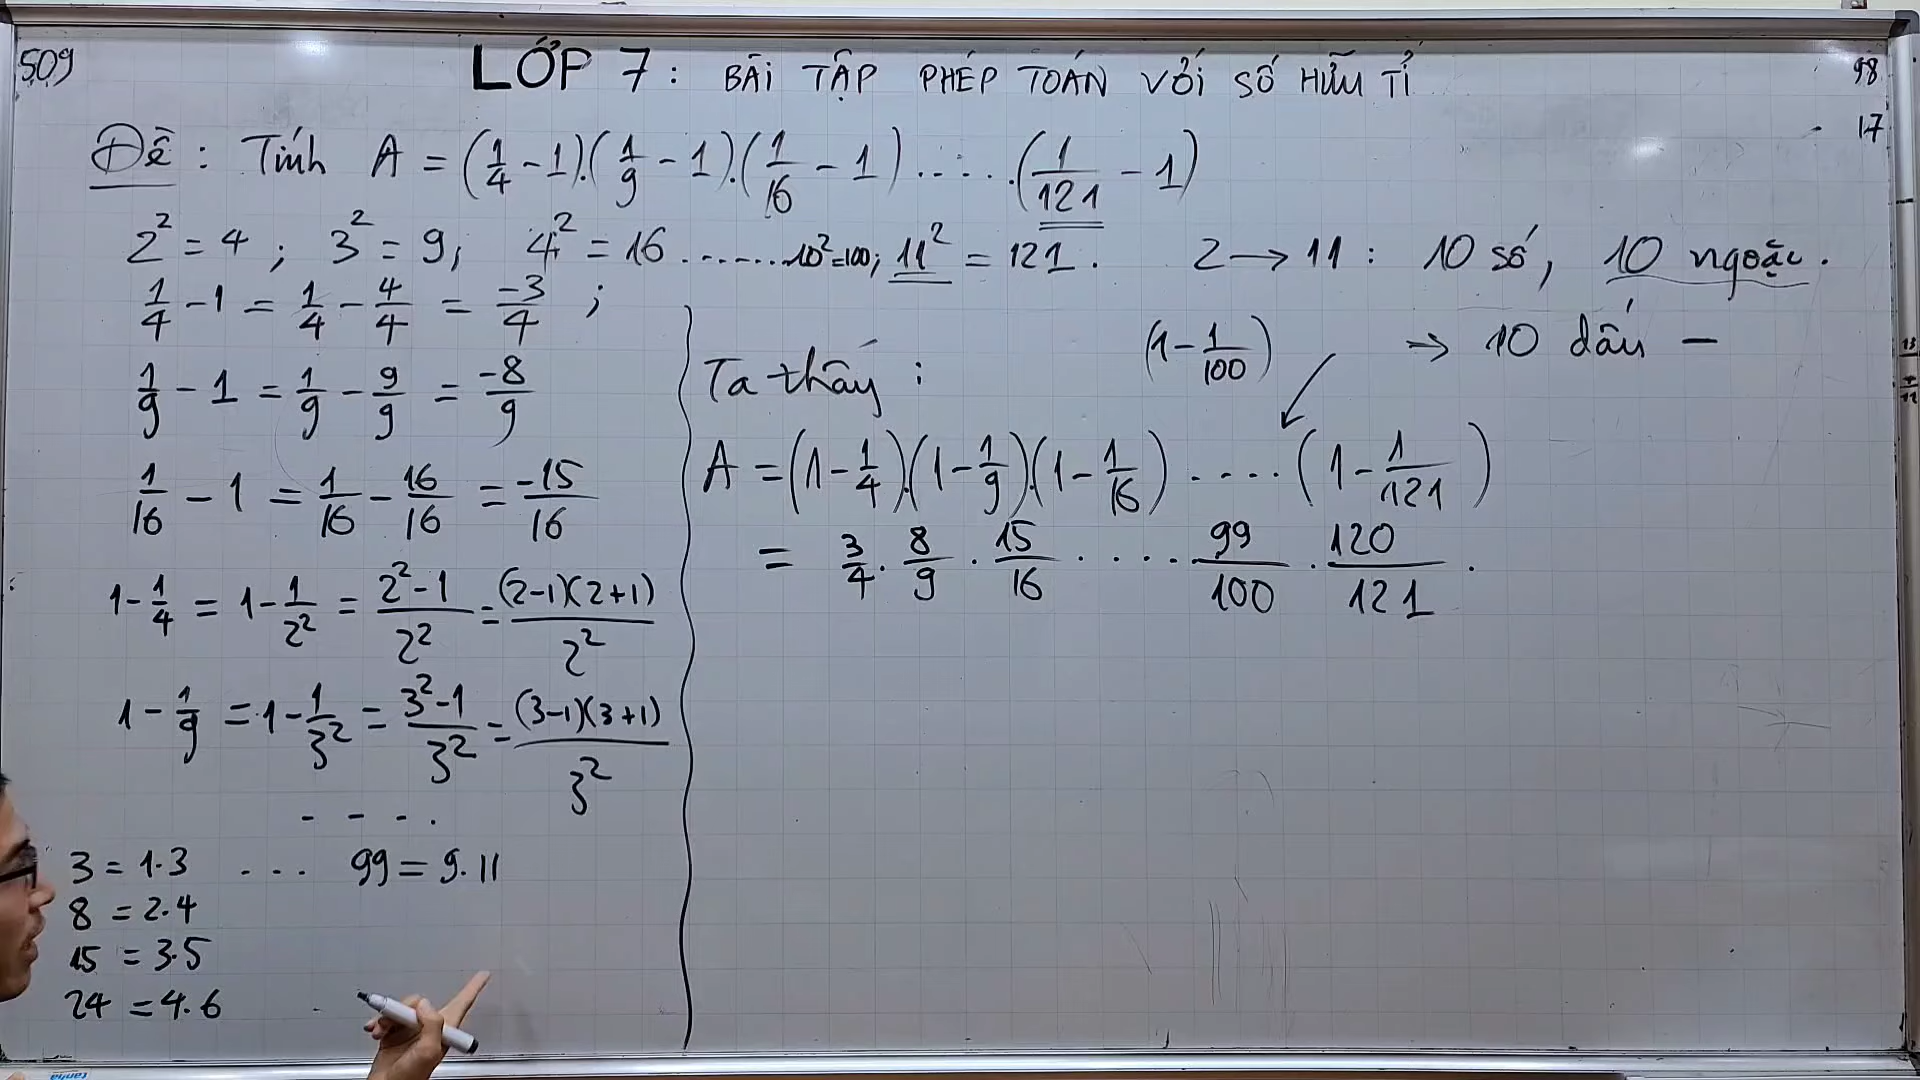 509
LỚP 7 : BÀI TẬP PHÉP TOÁN VỚI SỐ HỮU TỈ
98
17
Đề : Tính A = (1/4 - 1).(1/9 - 1).(1/16 - 1) ..... .(1/121 - 1)
2² = 4 ; 3² = 9; 4² = 16 ....... 10²=100; 11² = 121. 2 → 11 : 10 số, 10 ngoặc.
1/4 - 1 = 1/4 - 4/4 = -3/4 ;
⇒ 10 dấu -
1/9 - 1 = 1/9 - 9/9 = -8/9
1/16 - 1 = 1/16 - 16/16 = -15/16
1 - 1/4 = 1 - 1/2² = 2²-1/2² = (2-1)(2+1)/2²
1 - 1/9 = 1 - 1/3² = 3²-1/3² = (3-1)(3+1)/3²
- - - .
3 = 1.3 ... 99 = 9.11
8 = 2.4
15 = 3.5
24 = 4.6
Ta thấy : (1 - 1/100)
A = (1 - 1/4).(1 - 1/9).(1 - 1/16) ..... (1 - 1/121)
= 3/4 . 8/9 . 15/16 ..... 99/100 . 120/121 .